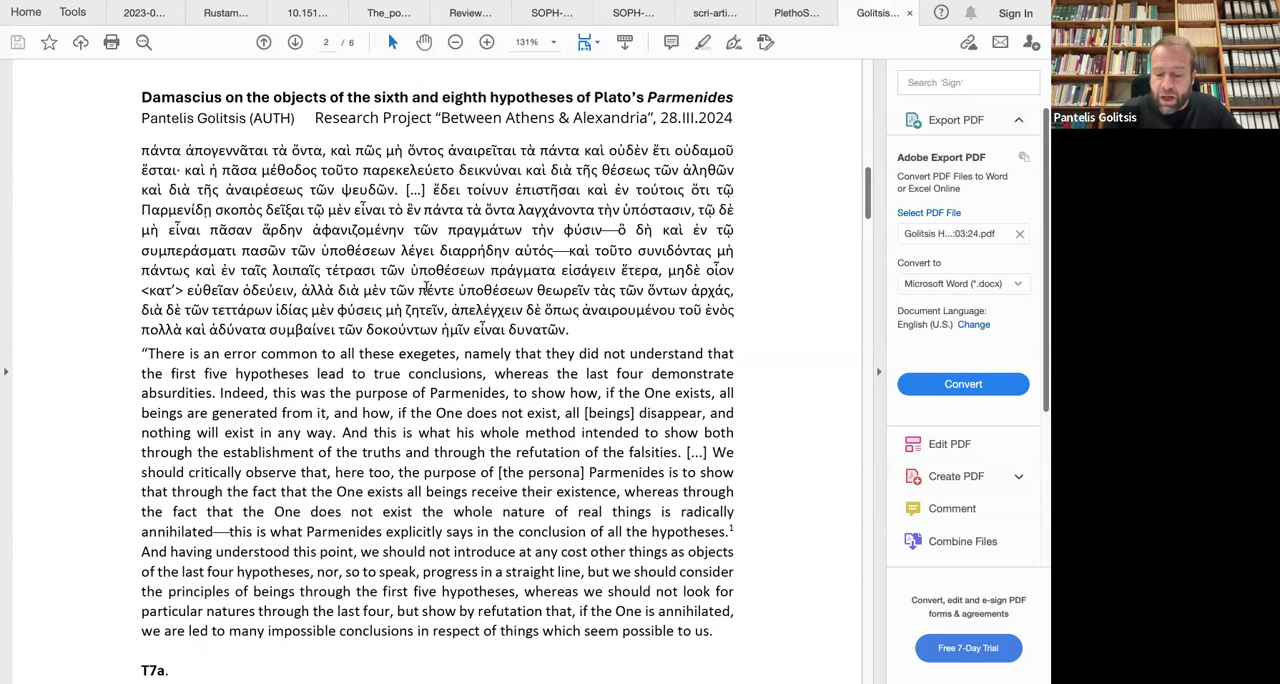 Home Tools 2023-0... Rustam... 10.151... The_po... Review... SOPH-... SOPH-... scri-arti... PlethoS... Golitsis... × Sign In
2 / 6 131%
Damascius on the objects of the sixth and eighth hypotheses of Plato's Parmenides
Pantelis Golitsis (AUTH) Research Project “Between Athens & Alexandria”, 28.III.2024
πάντα ἀπογεννᾶται τὰ ὄντα, καὶ πῶς μὴ ὄντος ἀναιρεῖται τὰ πάντα καὶ οὐδὲν ἔτι οὐδαμοῦ
ἔσται· καὶ ἡ πᾶσα μέθοδος τοῦτο παρεκελεύετο δεικνύναι καὶ διὰ τῆς θέσεως τῶν ἀληθῶν
καὶ διὰ τῆς ἀναιρέσεως τῶν ψευδῶν. [...] ἔδει τοίνυν ἐπιστῆσαι καὶ ἐν τούτοις ὅτι τῷ
Παρμενίδῃ σκοπὸς δεῖξαι τῷ μὲν εἶναι τὸ ἓν πάντα τὰ ὄντα λαγχάνοντα τὴν ὑπόστασιν, τῷ δὲ
μὴ εἶναι πᾶσαν ἄρδην ἀφανιζομένην τῶν πραγμάτων τὴν φύσιν—ὃ δὴ καὶ ἐν τῷ
συμπεράσματι πασῶν τῶν ὑποθέσεων λέγει διαρρήδην αὐτός—καὶ τοῦτο συνιδόντας μὴ
πάντως καὶ ἐν ταῖς λοιπαῖς τέτρασι τῶν ὑποθέσεων πράγματα εἰσάγειν ἕτερα, μηδὲ οἷον
<κατ'> εὐθεῖαν ὁδεύειν, ἀλλὰ διὰ μὲν τῶν πέντε ὑποθέσεων θεωρεῖν τὰς τῶν ὄντων ἀρχάς,
διὰ δὲ τῶν τεττάρων ἰδίας μὲν φύσεις μὴ ζητεῖν, ἀπελέγχειν δὲ ὅπως ἀναιρουμένου τοῦ ἑνὸς
πολλὰ καὶ ἀδύνατα συμβαίνει τῶν δοκούντων ἡμῖν εἶναι δυνατῶν.
“There is an error common to all these exegetes, namely that they did not understand that
the first five hypotheses lead to true conclusions, whereas the last four demonstrate
absurdities. Indeed, this was the purpose of Parmenides, to show how, if the One exists, all
beings are generated from it, and how, if the One does not exist, all [beings] disappear, and
nothing will exist in any way. And this is what his whole method intended to show both
through the establishment of the truths and through the refutation of the falsities. [...] We
should critically observe that, here too, the purpose of [the persona] Parmenides is to show
that through the fact that the One exists all beings receive their existence, whereas through
the fact that the One does not exist the whole nature of real things is radically
annihilated—this is what Parmenides explicitly says in the conclusion of all the hypotheses.¹
And having understood this point, we should not introduce at any cost other things as objects
of the last four hypotheses, nor, so to speak, progress in a straight line, but we should consider
the principles of beings through the first five hypotheses, whereas we should not look for
particular natures through the last four, but show by refutation that, if the One is annihilated,
we are led to many impossible conclusions in respect of things which seem possible to us.
T7a.
Search 'Sign'
Export PDF
Adobe Export PDF
Convert PDF Files to Word
or Excel Online
Select PDF File
Golitsis H...:03:24.pdf
Convert to
Microsoft Word (*.docx)
Document Language:
English (U.S.) Change
Convert
Edit PDF
Create PDF
Comment
Combine Files
Create, edit and e-sign PDF
forms & agreements
Free 7-Day Trial
Pantelis Golitsis